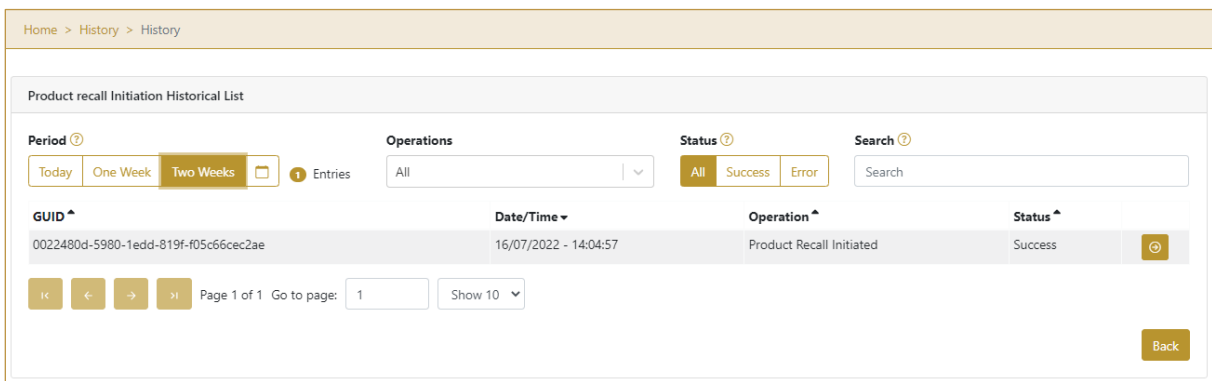 Home > History > History
Product recall Initiation Historical List
Period ? Operations Status ? Search ?
Today One Week Two Weeks 1 Entries All All Success Error Search
GUID Date/Time Operation Status
0022480d-5980-1edd-819f-f05c66cec2ae 16/07/2022 - 14:04:57 Product Recall Initiated Success
Page 1 of 1 Go to page: 1 Show 10
Back